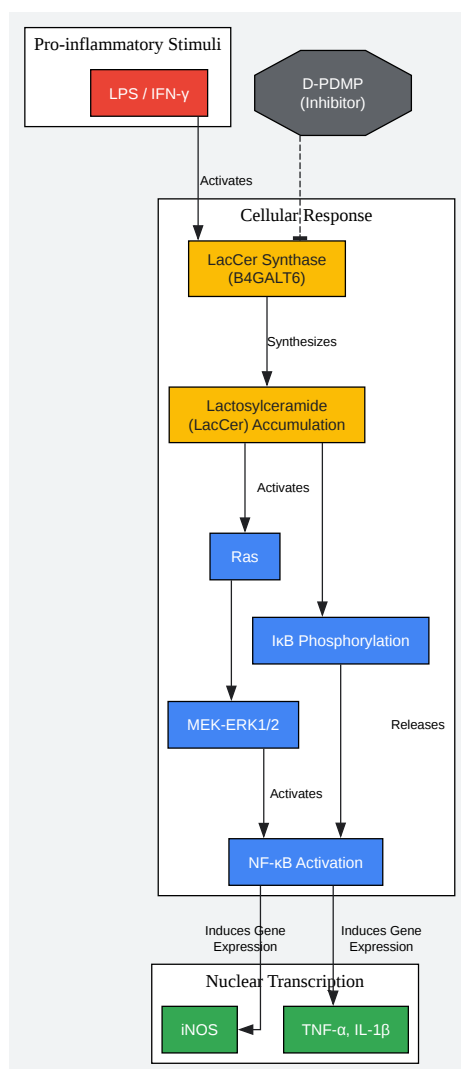 Pro-inflammatory Stimuli
LPS / IFN-γ
D-PDMP
(Inhibitor)
Activates
Cellular Response
LacCer Synthase
(B4GALT6)
Synthesizes
Lactosylceramide
(LacCer) Accumulation
Activates
Ras
IκB Phosphorylation
MEK-ERK1/2
Releases
Activates
NF-κB Activation
Induces Gene
Expression
Induces Gene
Expression
Nuclear Transcription
iNOS
TNF-α, IL-1β